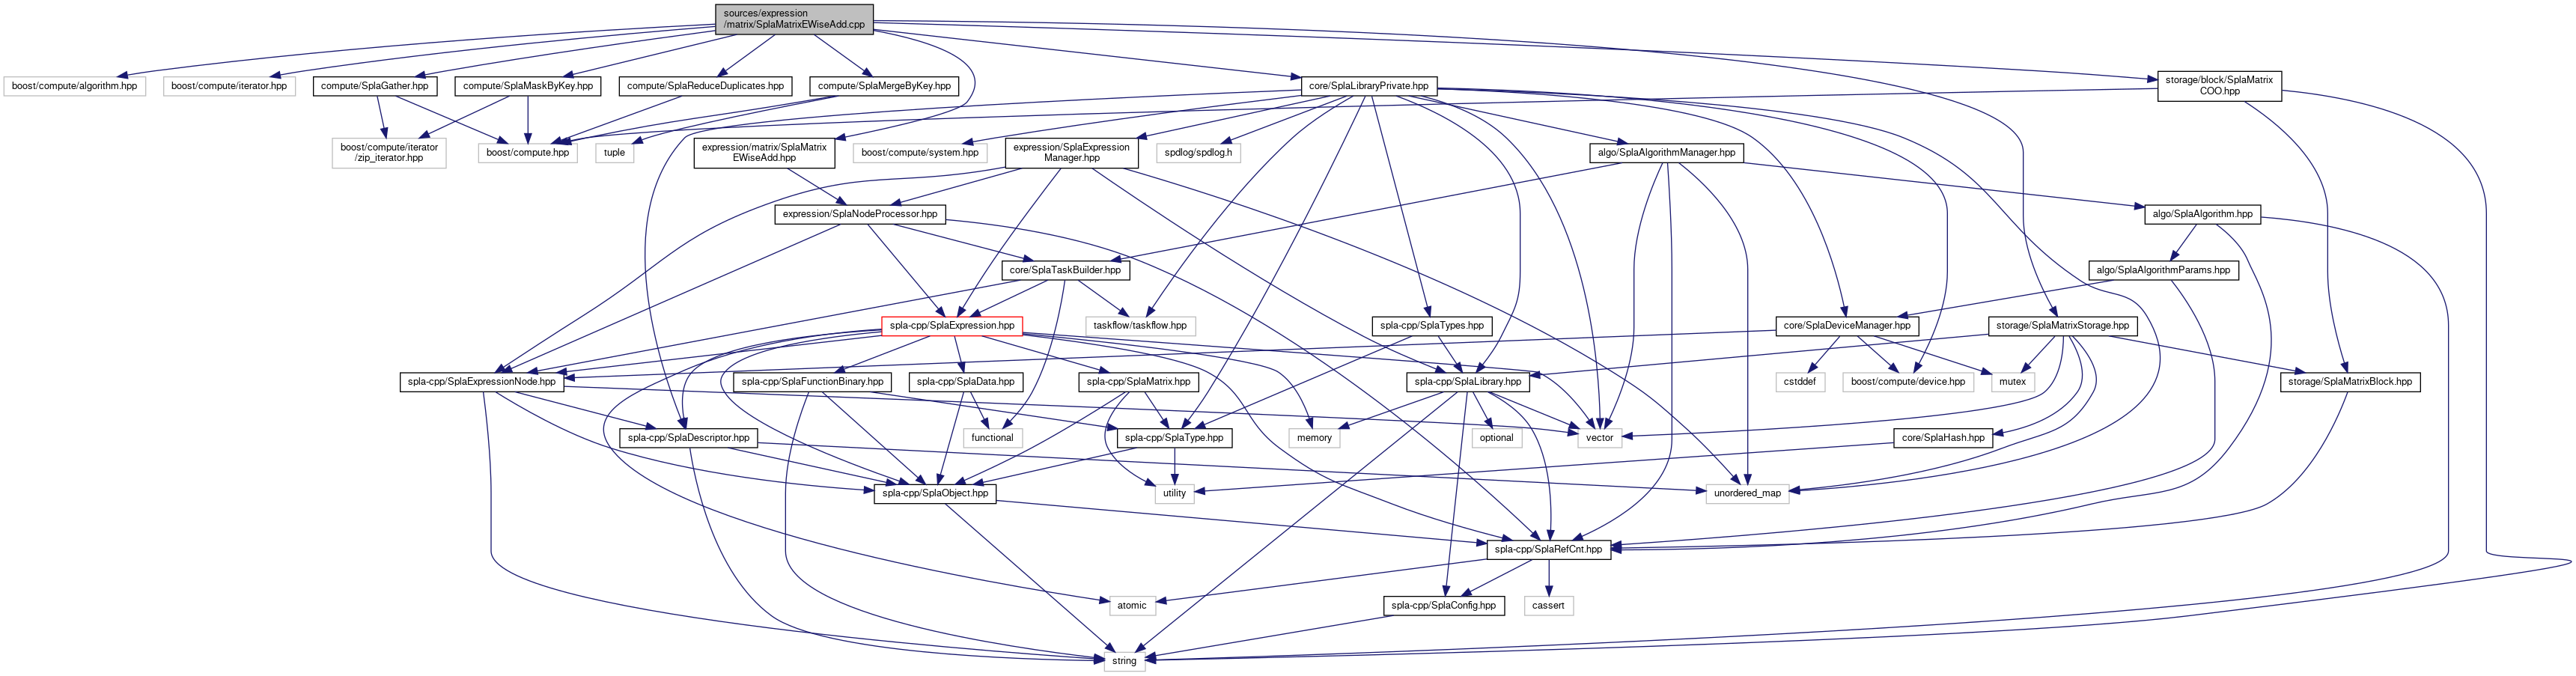 sources/expression
/matrix/SplaMatrixEWiseAdd.cpp
boost/compute/algorithm.hpp
boost/compute/iterator.hpp
compute/SplaGather.hpp
compute/SplaMaskByKey.hpp
compute/SplaReduceDuplicates.hpp
compute/SplaMergeByKey.hpp
core/SplaLibraryPrivate.hpp
storage/block/SplaMatrix
COO.hpp
boost/compute/iterator
/zip_iterator.hpp
boost/compute.hpp
tuple
expression/matrix/SplaMatrix
EWiseAdd.hpp
boost/compute/system.hpp
expression/SplaExpression
Manager.hpp
spdlog/spdlog.h
algo/SplaAlgorithmManager.hpp
expression/SplaNodeProcessor.hpp
algo/SplaAlgorithm.hpp
core/SplaTaskBuilder.hpp
algo/SplaAlgorithmParams.hpp
spla-cpp/SplaExpression.hpp
taskflow/taskflow.hpp
spla-cpp/SplaTypes.hpp
core/SplaDeviceManager.hpp
storage/SplaMatrixStorage.hpp
spla-cpp/SplaExpressionNode.hpp
spla-cpp/SplaFunctionBinary.hpp
spla-cpp/SplaData.hpp
spla-cpp/SplaMatrix.hpp
spla-cpp/SplaLibrary.hpp
cstddef
boost/compute/device.hpp
mutex
storage/SplaMatrixBlock.hpp
spla-cpp/SplaDescriptor.hpp
functional
spla-cpp/SplaType.hpp
memory
optional
vector
core/SplaHash.hpp
spla-cpp/SplaObject.hpp
utility
unordered_map
spla-cpp/SplaRefCnt.hpp
atomic
spla-cpp/SplaConfig.hpp
cassert
string